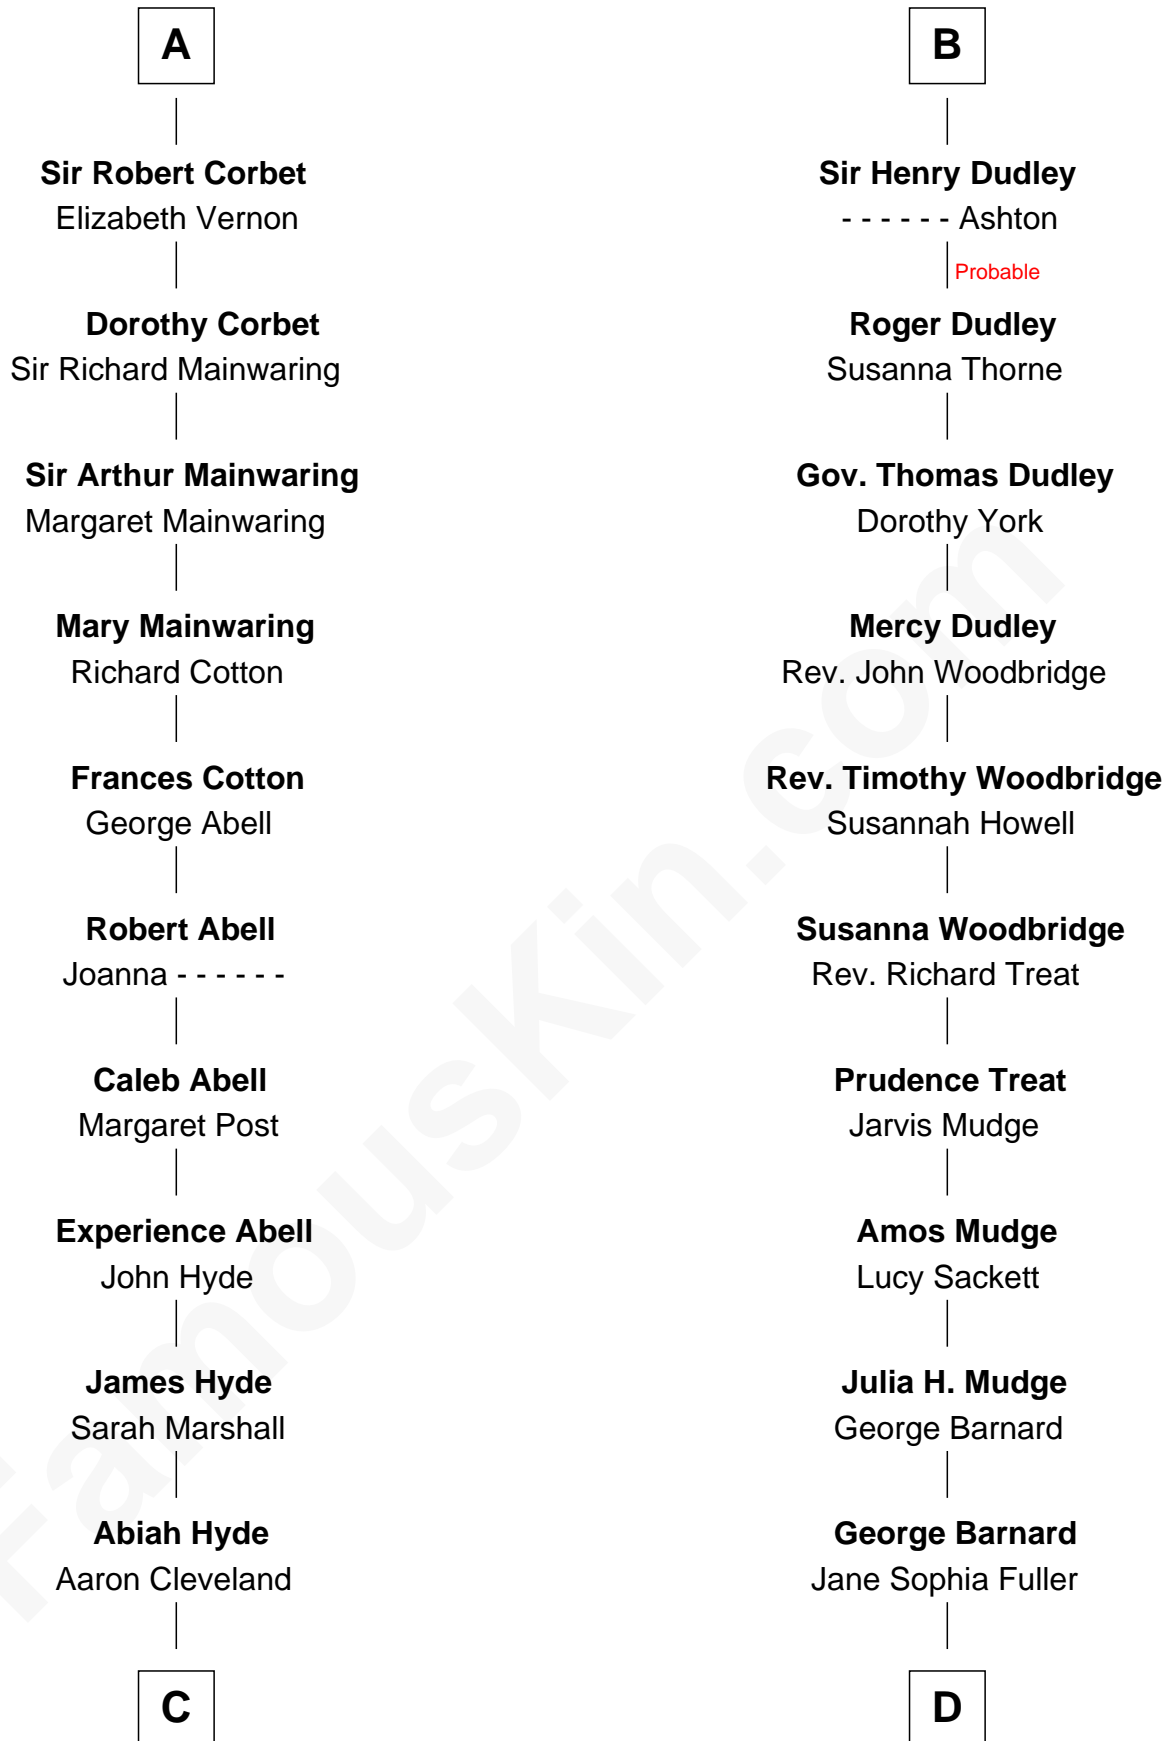 A
Sir Robert Corbet
Elizabeth Vernon
Dorothy Corbet
Sir Richard Mainwaring
Sir Arthur Mainwaring
Margaret Mainwaring
Mary Mainwaring
Richard Cotton
Frances Cotton
George Abell
Robert Abell
Joanna - - - - - -
Caleb Abell
Margaret Post
Experience Abell
John Hyde
James Hyde
Sarah Marshall
Abiah Hyde
Aaron Cleveland
C
B
Sir Henry Dudley
- - - - - - Ashton
Probable
Roger Dudley
Susanna Thorne
Gov. Thomas Dudley
Dorothy York
Mercy Dudley
Rev. John Woodbridge
Rev. Timothy Woodbridge
Susannah Howell
Susanna Woodbridge
Rev. Richard Treat
Prudence Treat
Jarvis Mudge
Amos Mudge
Lucy Sackett
Julia H. Mudge
George Barnard
George Barnard
Jane Sophia Fuller
D
FamousKin.com